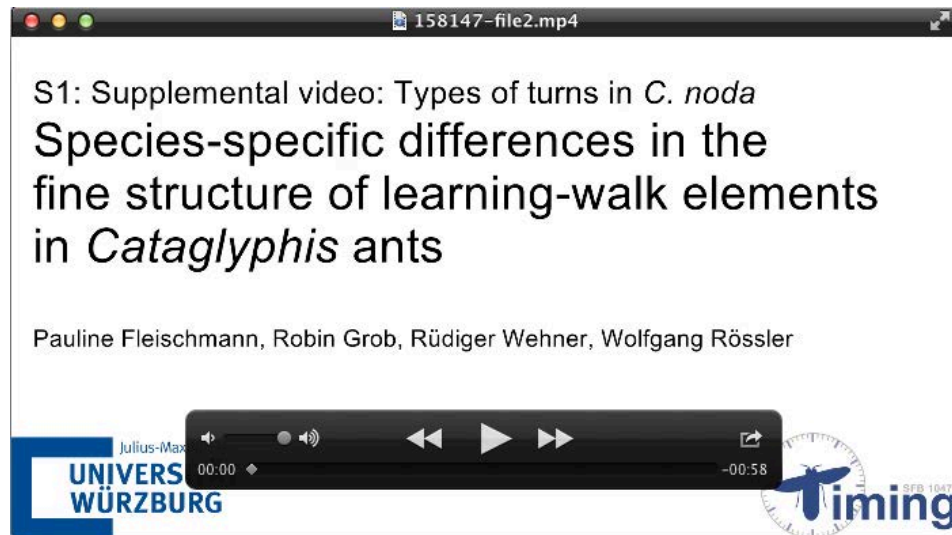 158147-file2.mp4
S1: Supplemental video: Types of turns in C. noda
Species-specific differences in the
fine structure of learning-walk elements
in Cataglyphis ants
Pauline Fleischmann, Robin Grob, Rüdiger Wehner, Wolfgang Rössler
Julius-Max
UNIVERS
WÜRZBURG
00:00
-00:58
Timing
SFB 1047